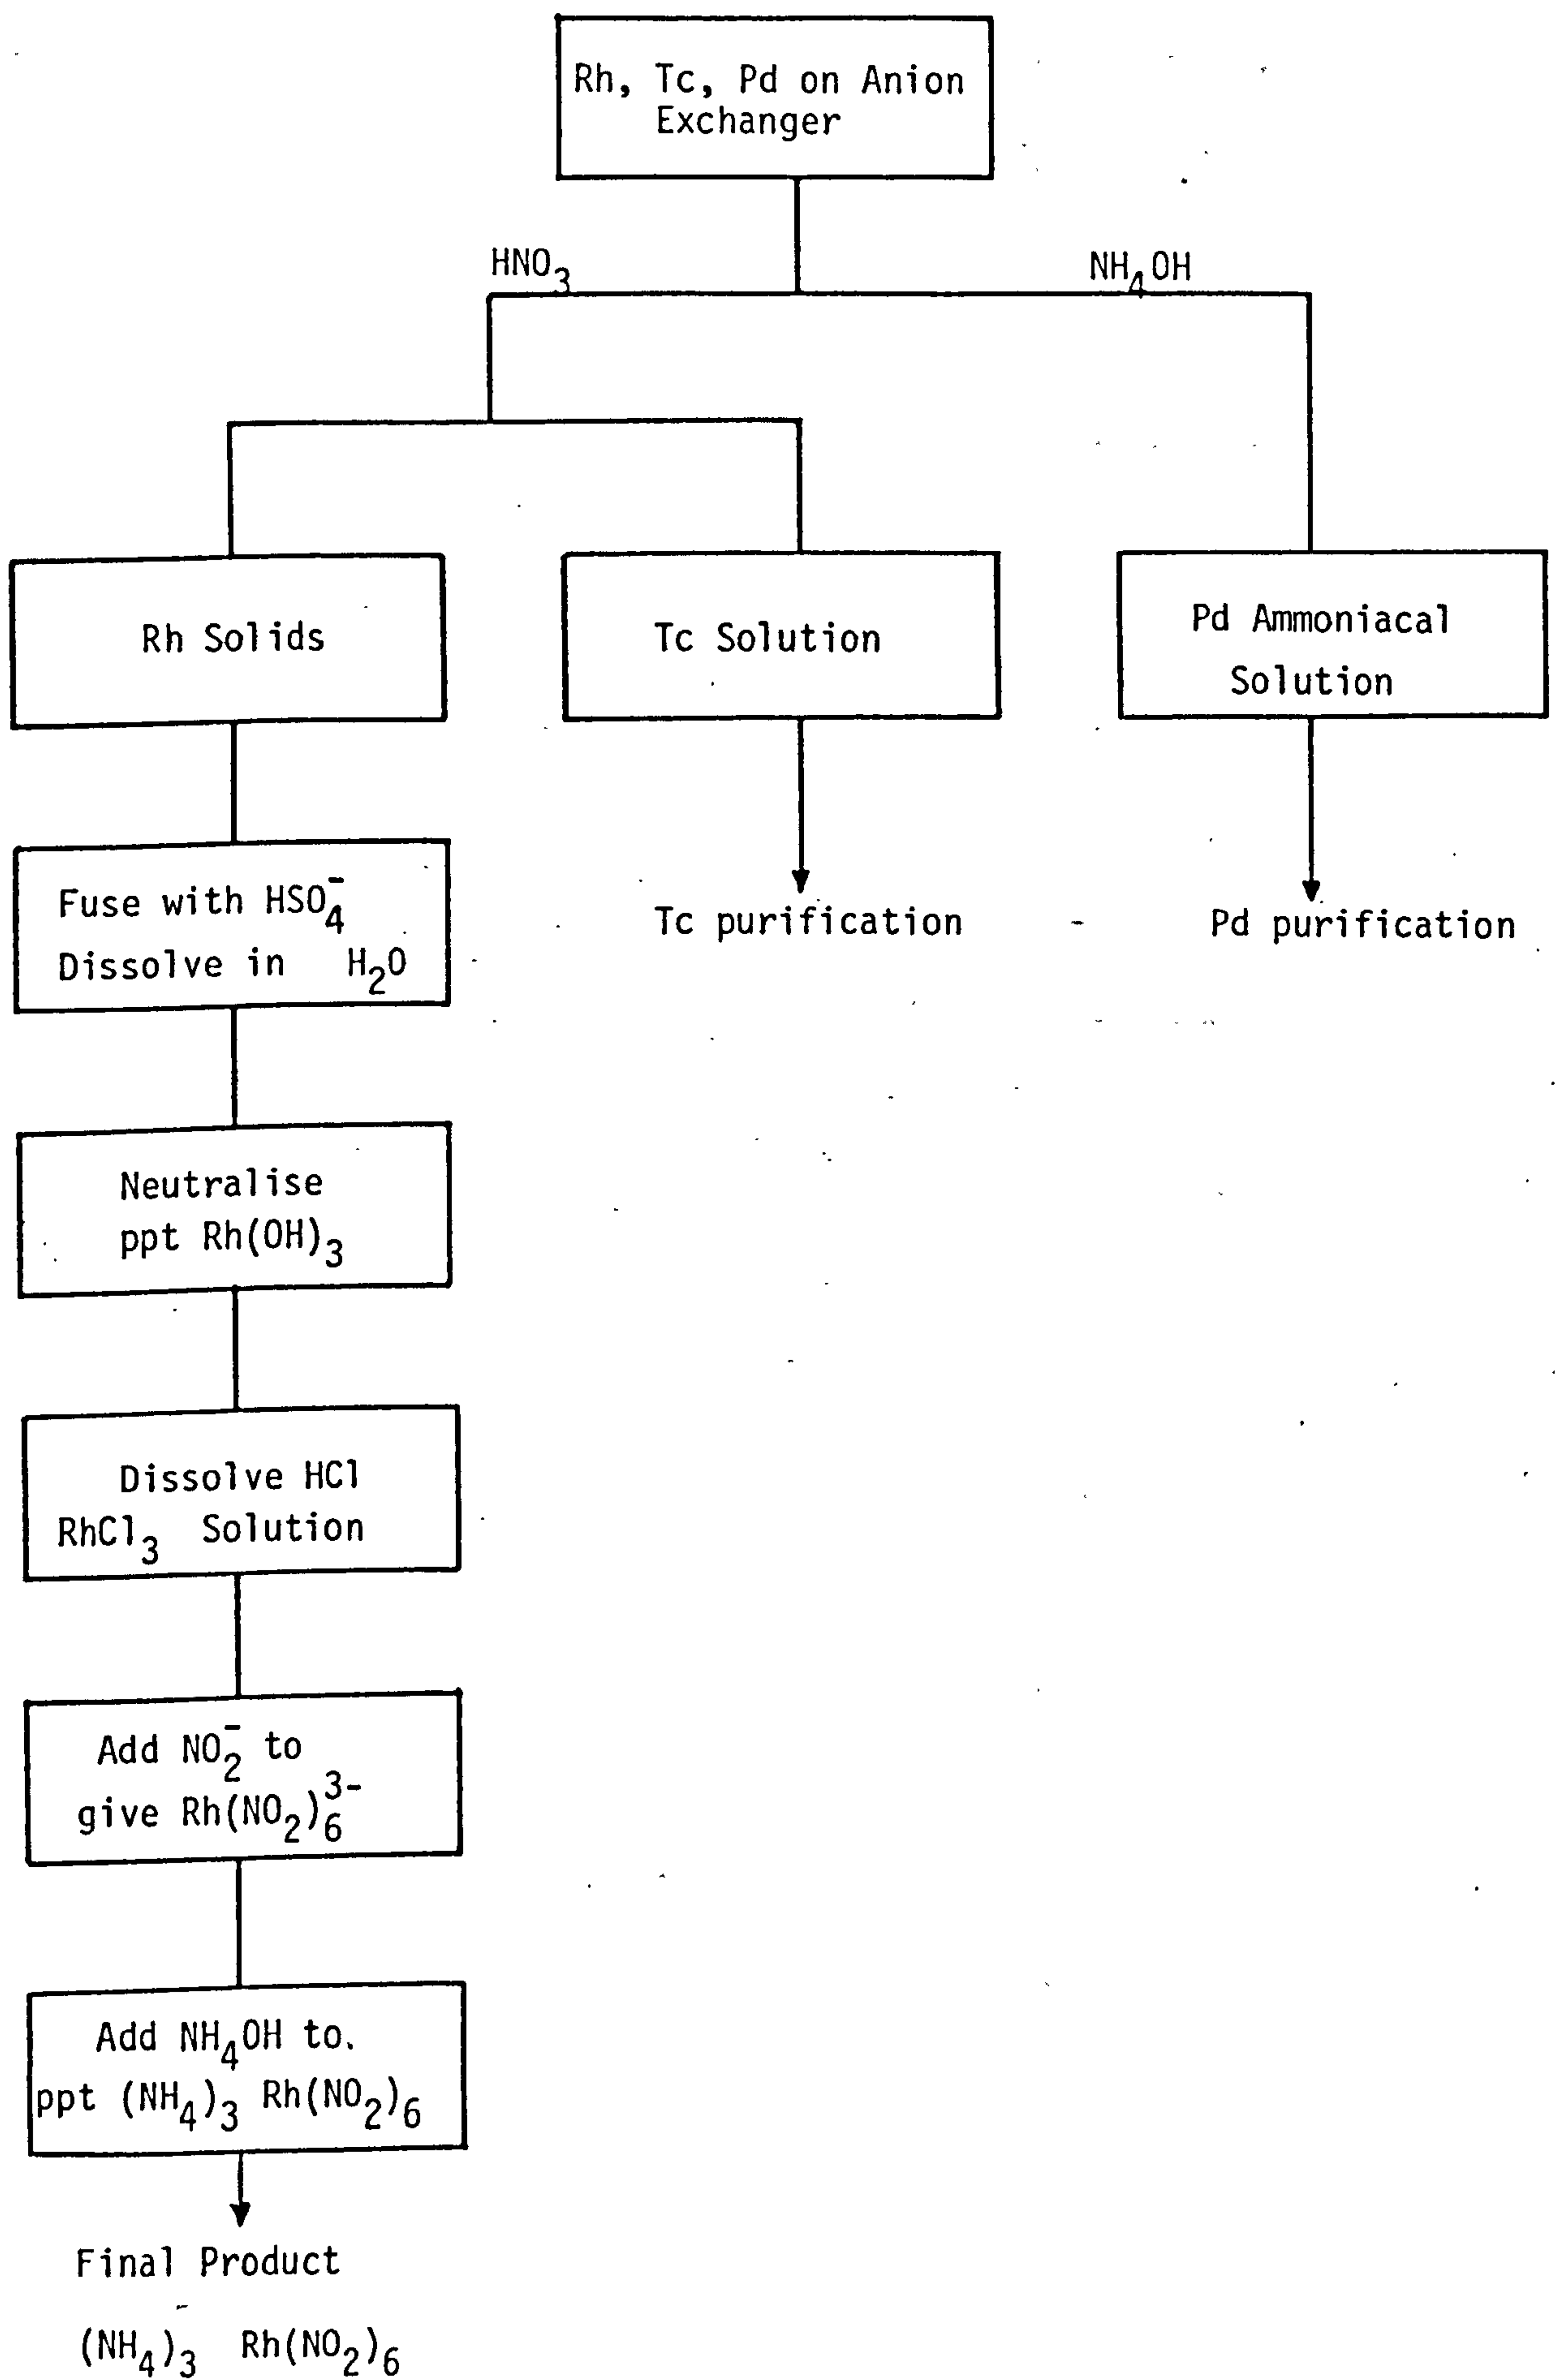 Rh, Tc, Pd on Anion
Exchanger
HNO₃
NH₄OH
Rh Solids
Tc Solution
Pd Ammoniacal
Solution
Fuse with HSO₄⁻
Dissolve in H₂O
Tc purification
Pd purification
Neutralise
ppt Rh(OH)₃
Dissolve HCl
RhCl₃ Solution
Add NO₂⁻ to
give Rh(NO₂)₆³⁻
Add NH₄OH to.
ppt (NH₄)₃ Rh(NO₂)₆
Final Product
(NH₄)₃ Rh(NO₂)₆